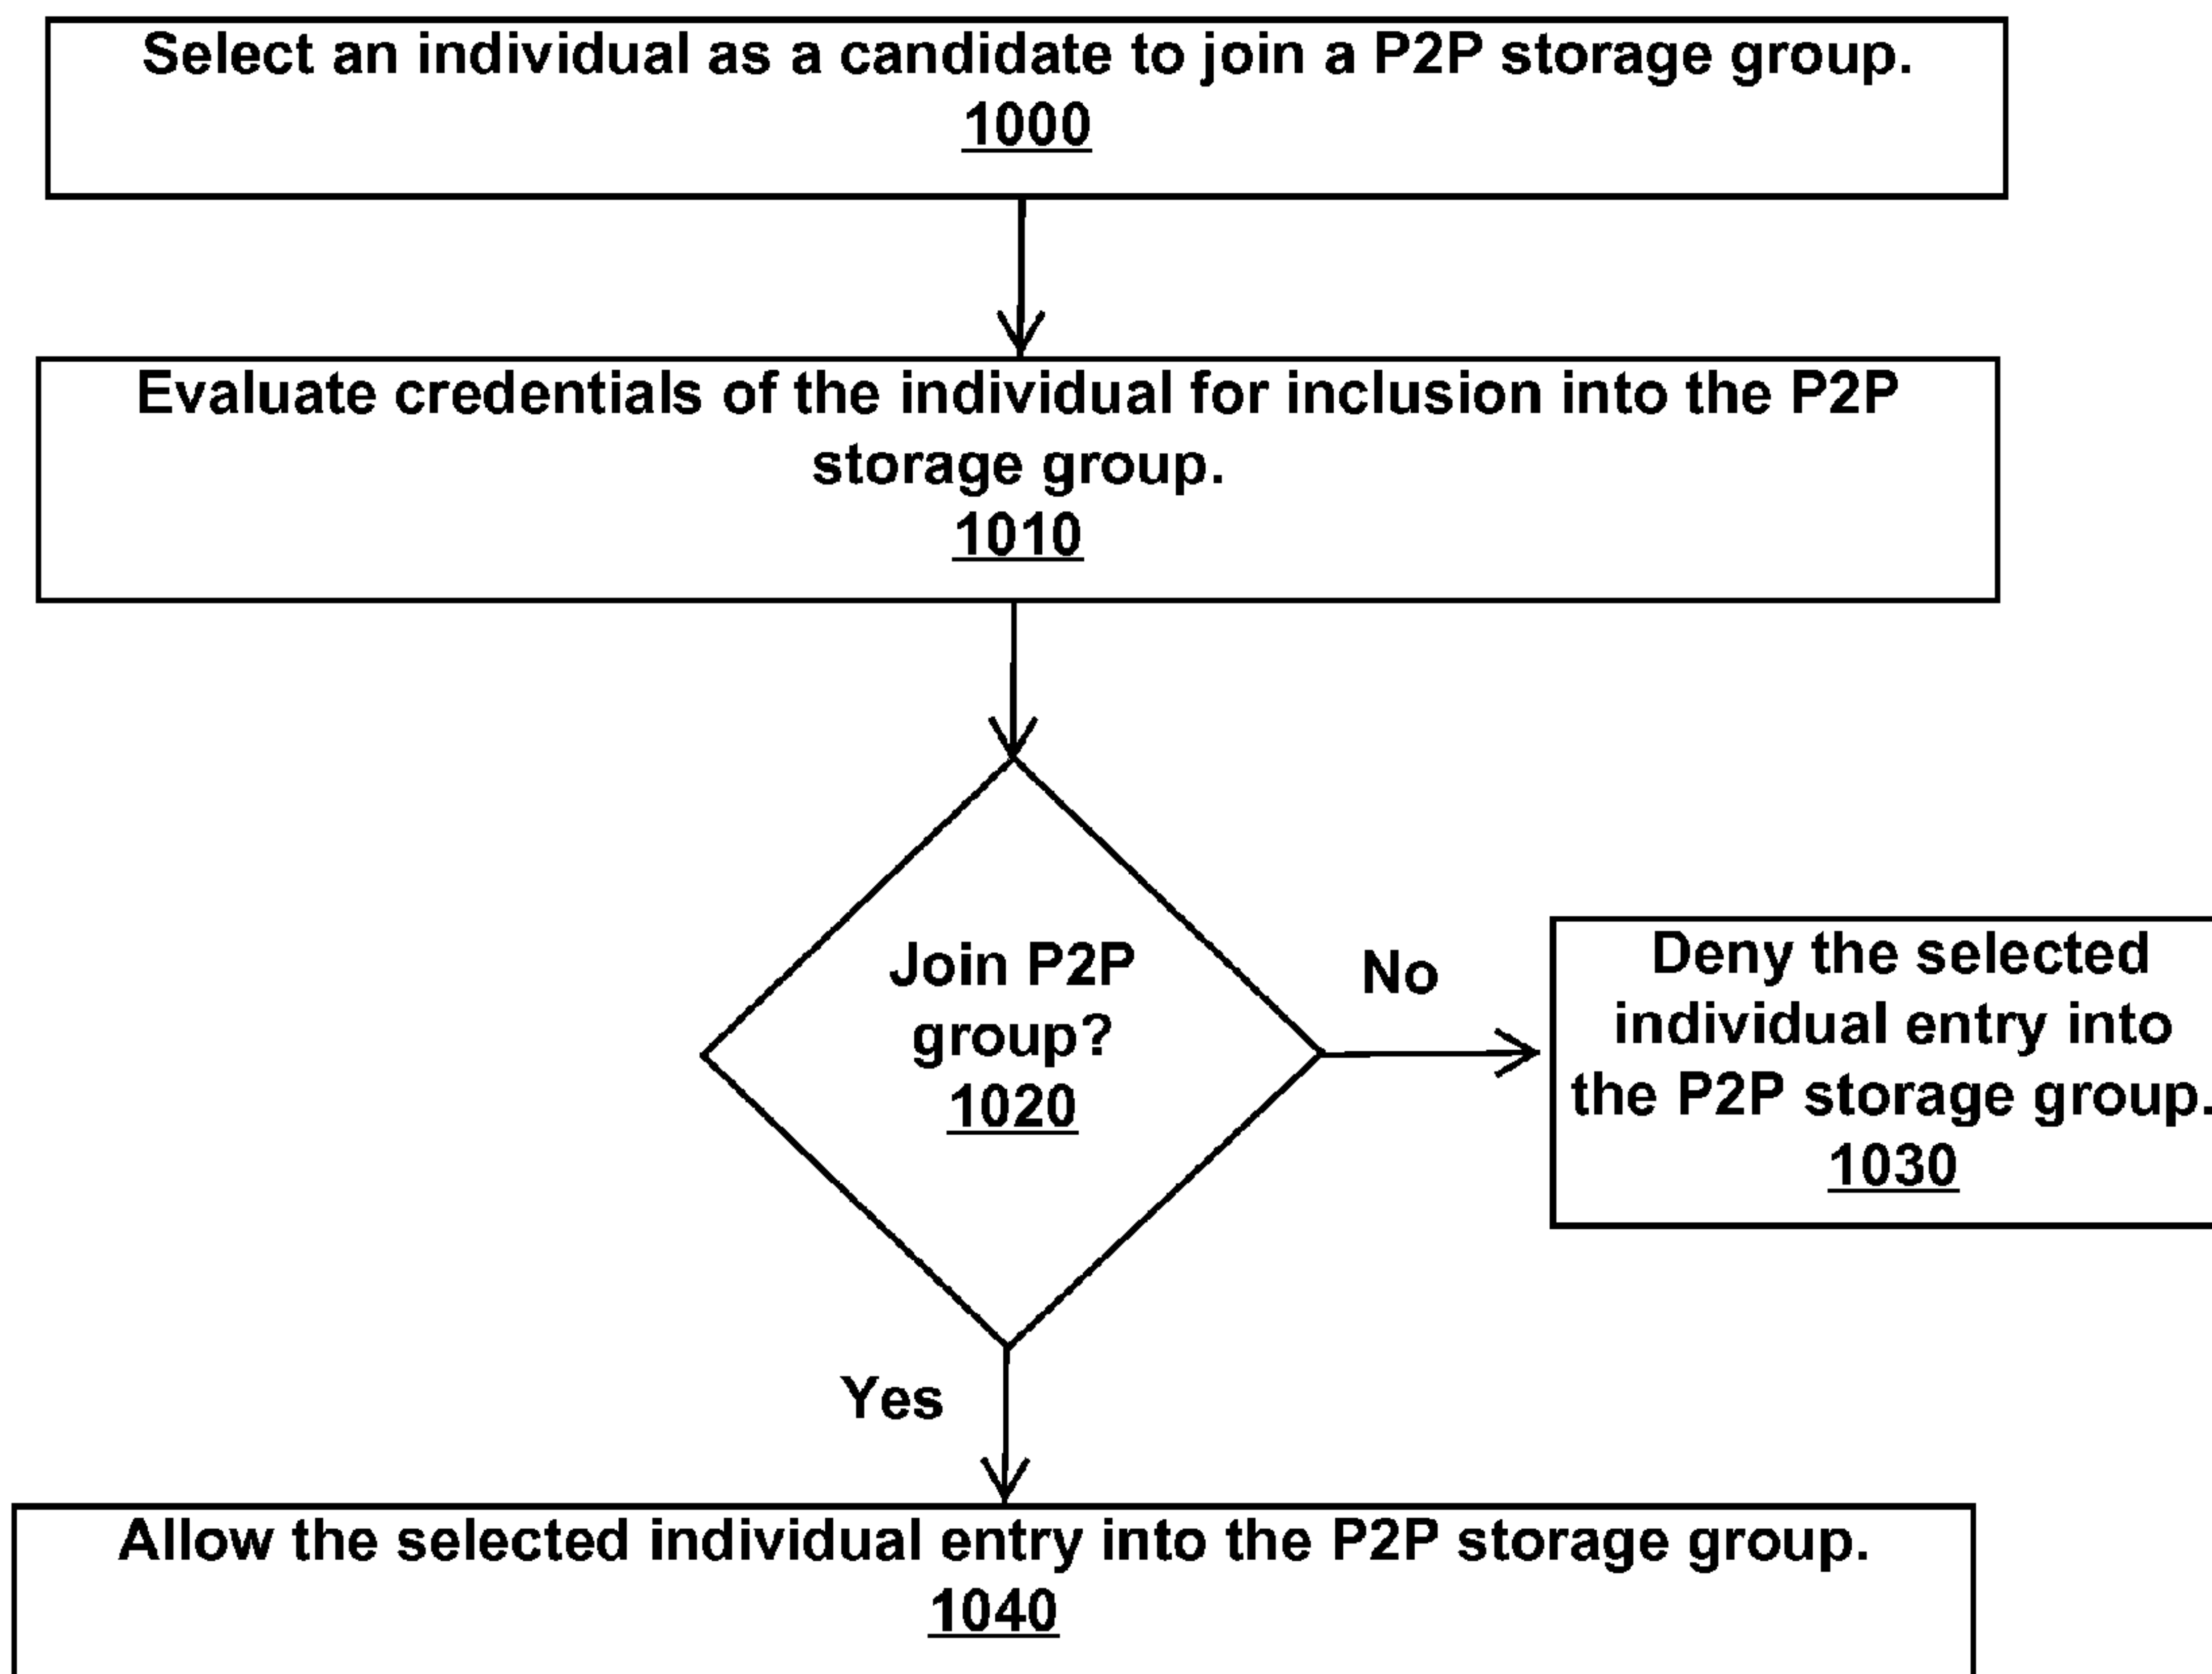 Select an individual as a candidate to join a P2P storage group.
1000
Evaluate credentials of the individual for inclusion into the P2P
storage group.
1010
Join P2P
group?
1020
No
Deny the selected
individual entry into
the P2P storage group.
1030
Yes
Allow the selected individual entry into the P2P storage group.
1040